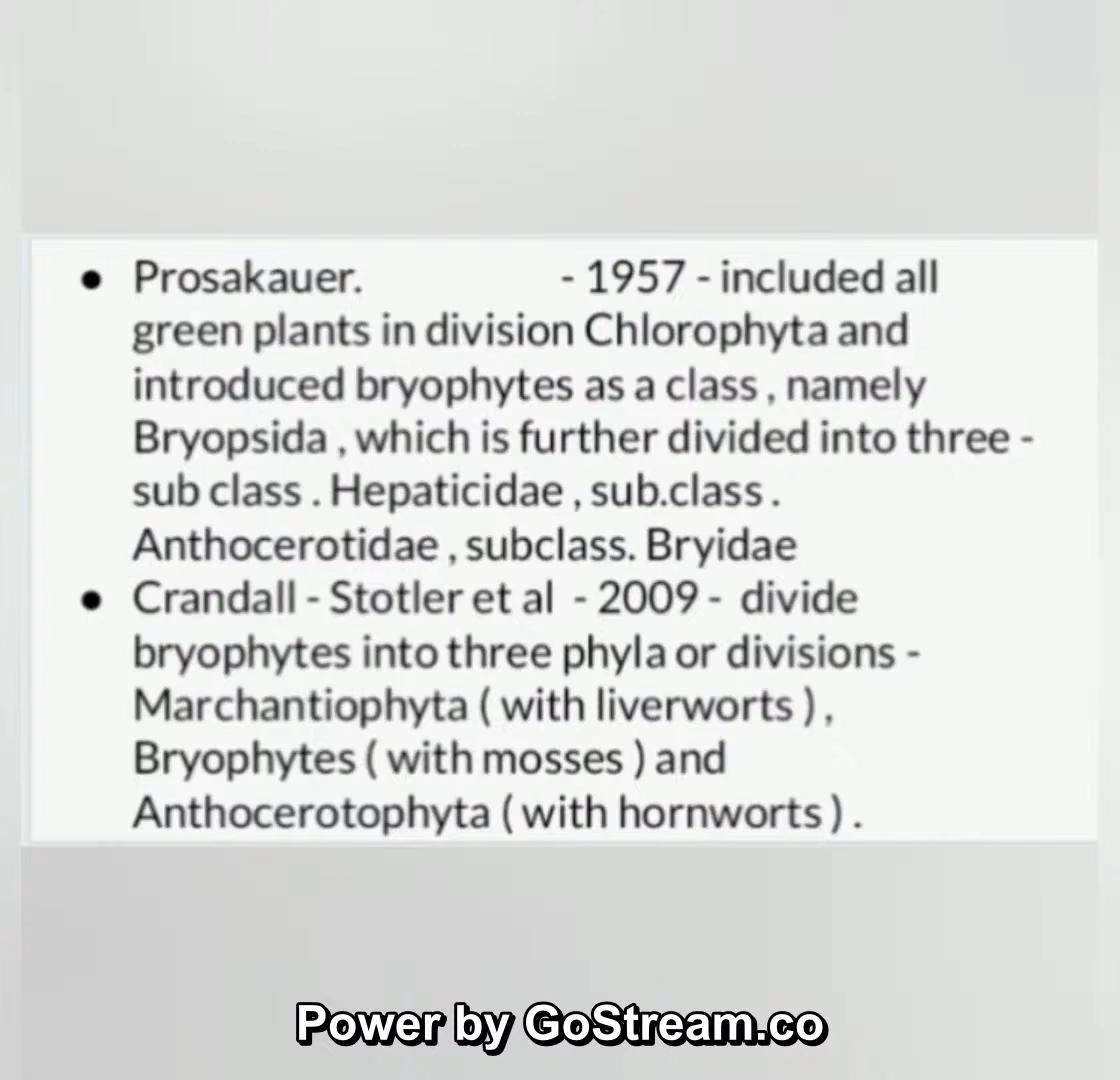 ● Prosakauer. - 1957 - included all
green plants in division Chlorophyta and
introduced bryophytes as a class , namely
Bryopsida , which is further divided into three -
sub class . Hepaticidae , sub.class .
Anthocerotidae , subclass. Bryidae
● Crandall - Stotler et al - 2009 - divide
bryophytes into three phyla or divisions -
Marchantiophyta ( with liverworts ) ,
Bryophytes ( with mosses ) and
Anthocerotophyta ( with hornworts ) .
Power by GoStream.co